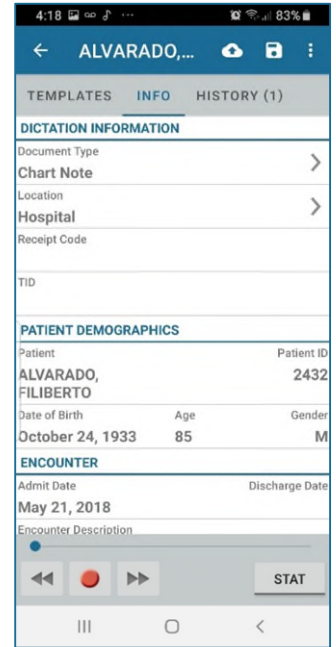 4:18 83%
ALVARADO,...
TEMPLATES INFO HISTORY (1)
DICTATION INFORMATION
Document Type
Chart Note
Location
Hospital
Receipt Code
TID
PATIENT DEMOGRAPHICS
Patient Patient ID
ALVARADO, 2432
FILIBERTO
Date of Birth Age Gender
October 24, 1933 85 M
ENCOUNTER
Admit Date Discharge Date
May 21, 2018
Encounter Description
STAT